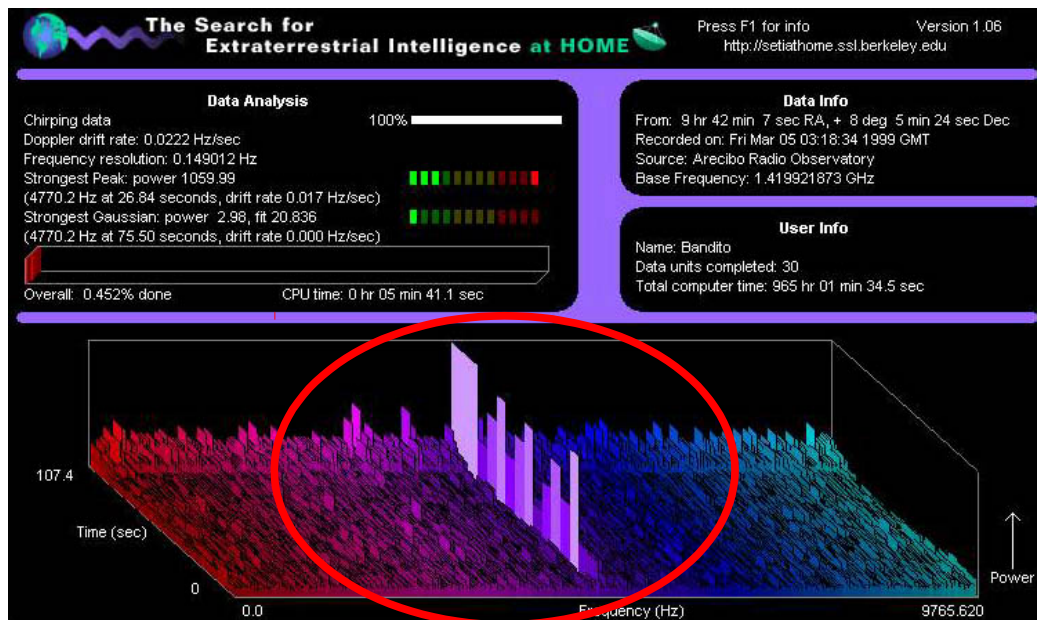 The Search for
Extraterrestrial Intelligence at HOME
Press F1 for info Version 1.06
http://setiathome.ssl.berkeley.edu
Data Analysis
Chirping data 100%
Doppler drift rate: 0.0222 Hz/sec
Frequency resolution: 0.149012 Hz
Strongest Peak: power 1059.99
(4770.2 Hz at 26.84 seconds, drift rate 0.017 Hz/sec)
Strongest Gaussian: power 2.98, fit 20.836
(4770.2 Hz at 75.50 seconds, drift rate 0.000 Hz/sec)
Overall: 0.452% done CPU time: 0 hr 05 min 41.1 sec
Data Info
From: 9 hr 42 min 7 sec RA, + 8 deg 5 min 24 sec Dec
Recorded on: Fri Mar 05 03:18:34 1999 GMT
Source: Arecibo Radio Observatory
Base Frequency: 1.419921873 GHz
User Info
Name: Bandito
Data units completed: 30
Total computer time: 965 hr 01 min 34.5 sec
107.4
Time (sec)
0
Power
0.0 Frequency (Hz) 9765.620